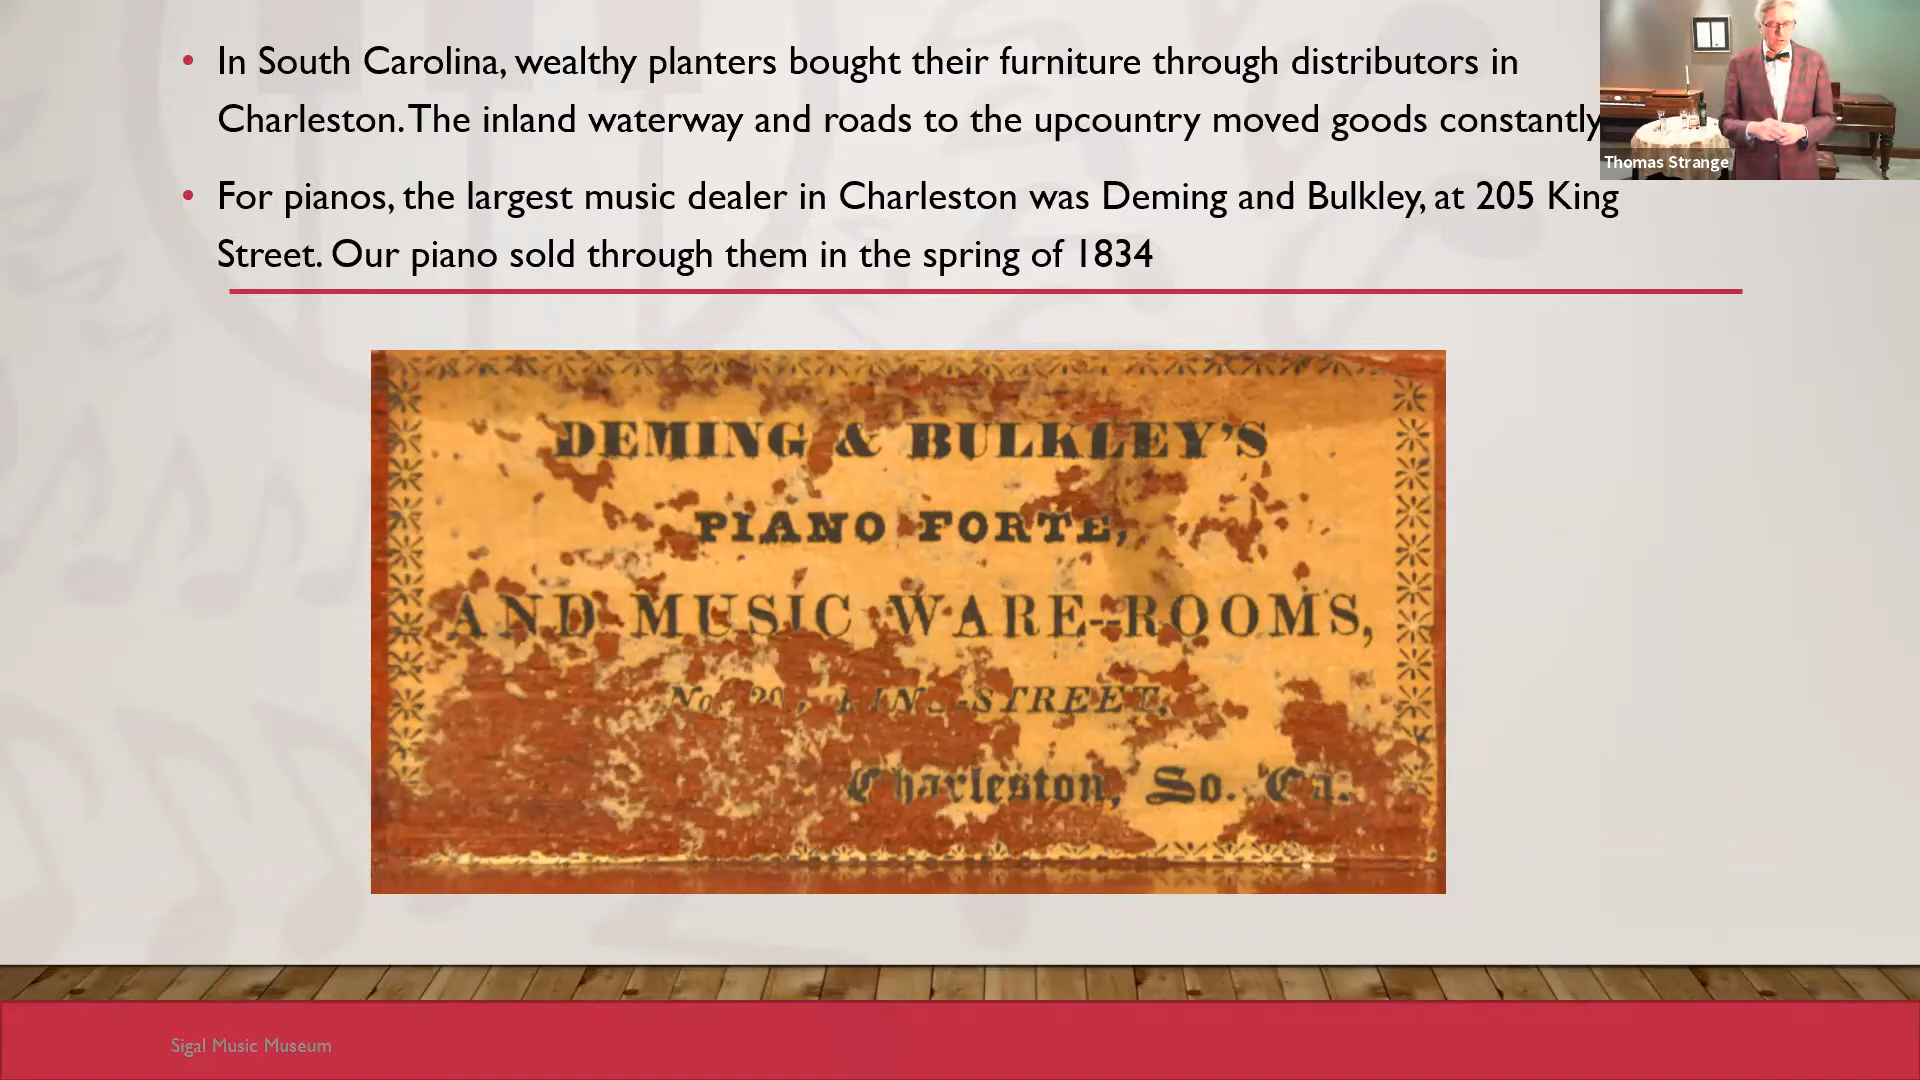 In South Carolina, wealthy planters bought their furniture through distributors in
Charleston. The inland waterway and roads to the upcountry moved goods constantly
Thomas Strange
For pianos, the largest music dealer in Charleston was Deming and Bulkley, at 205 King
Street. Our piano sold through them in the spring of 1834
DEMING & BULKLEY'S
PIANO FORTE,
AND MUSIC WARE--ROOMS,
No. STREET,
Charleston, So. Ca.
Sigal Music Museum